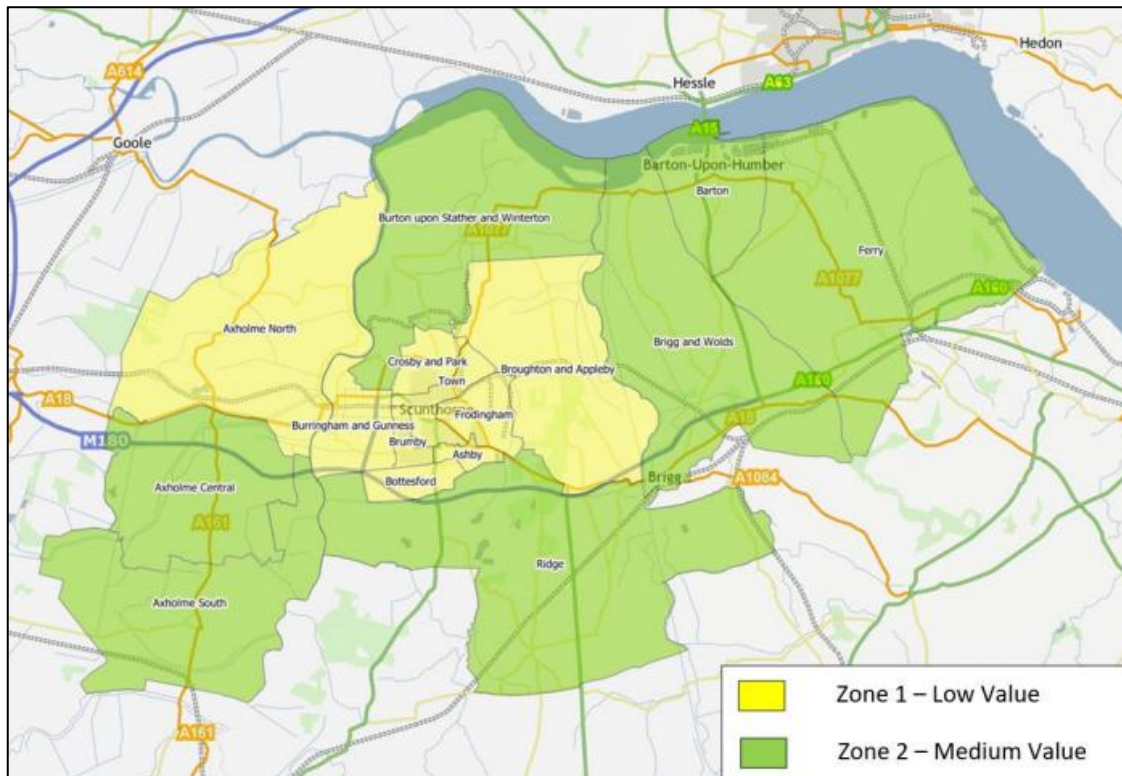 Hedon
A614
Hessle
A63
Goole
A15
Barton-Upon-Humber
Barton
Burton upon Stather and Winterton
A1077
Ferry
A1077
A160
Axholme North
Brigg and Wolds
Crosby and Park
Broughton and Appleby
Town
A180
A18
Scunthorpe
Frodingham
A18
Burringham and Gunness
M180
Brumby
Ashby
Bottesford
Brigg
A1084
Axholme Central
A161
Ridge
Axholme South
Zone 1 – Low Value
A161
Zone 2 – Medium Value